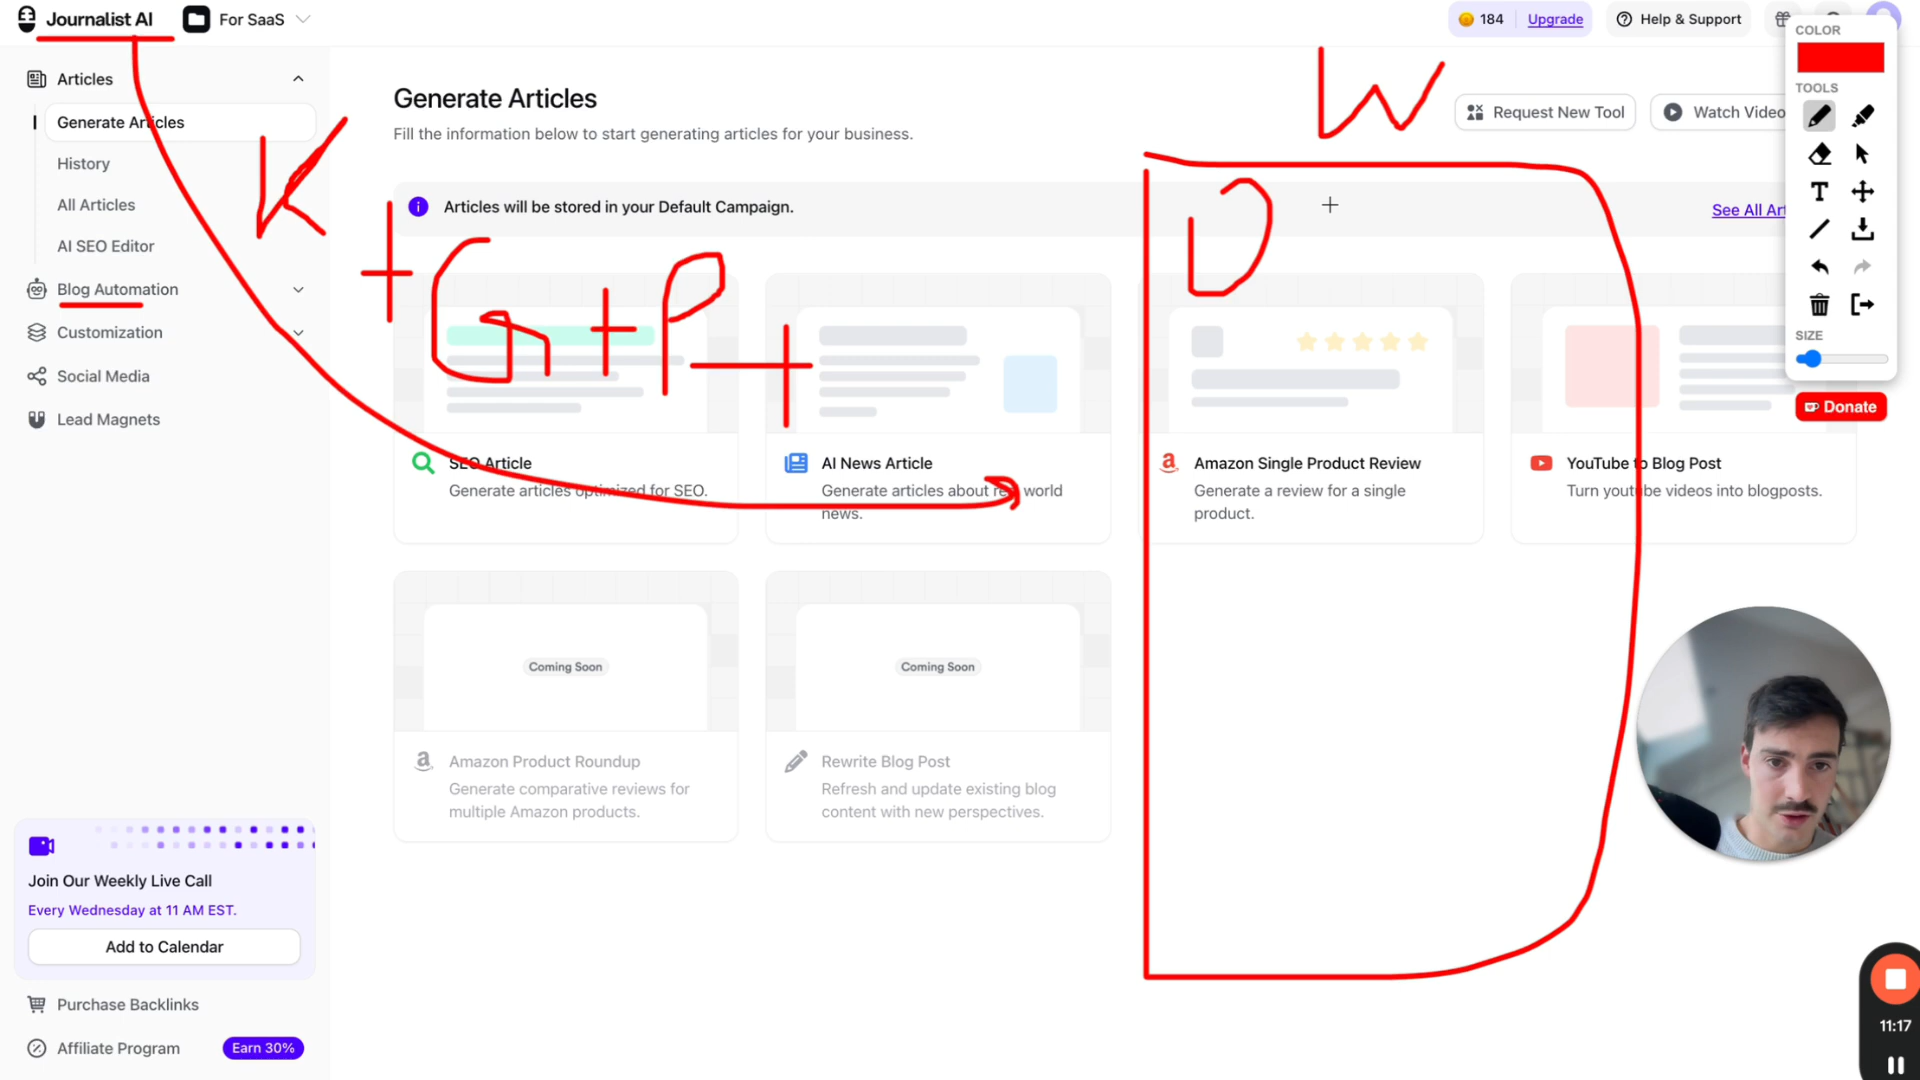 Journalist AI
For SaaS
184 Upgrade
Help & Support
Articles
Generate Articles
History
All Articles
AI SEO Editor
Blog Automation
Customization
Social Media
Lead Magnets
Generate Articles
Fill the information below to start generating articles for your business.
Request New Tool
Watch Video
Articles will be stored in your Default Campaign.
See All Art
K + G + P + D
W
SEO Article
Generate articles optimized for SEO.
AI News Article
Generate articles about real world
news.
Amazon Single Product Review
Generate a review for a single
product.
YouTube to Blog Post
Turn youtube videos into blogposts.
Coming Soon
Amazon Product Roundup
Generate comparative reviews for
multiple Amazon products.
Coming Soon
Rewrite Blog Post
Refresh and update existing blog
content with new perspectives.
Join Our Weekly Live Call
Every Wednesday at 11 AM EST.
Add to Calendar
Purchase Backlinks
Affiliate Program
Earn 30%
COLOR
TOOLS
T
SIZE
Donate
11:17